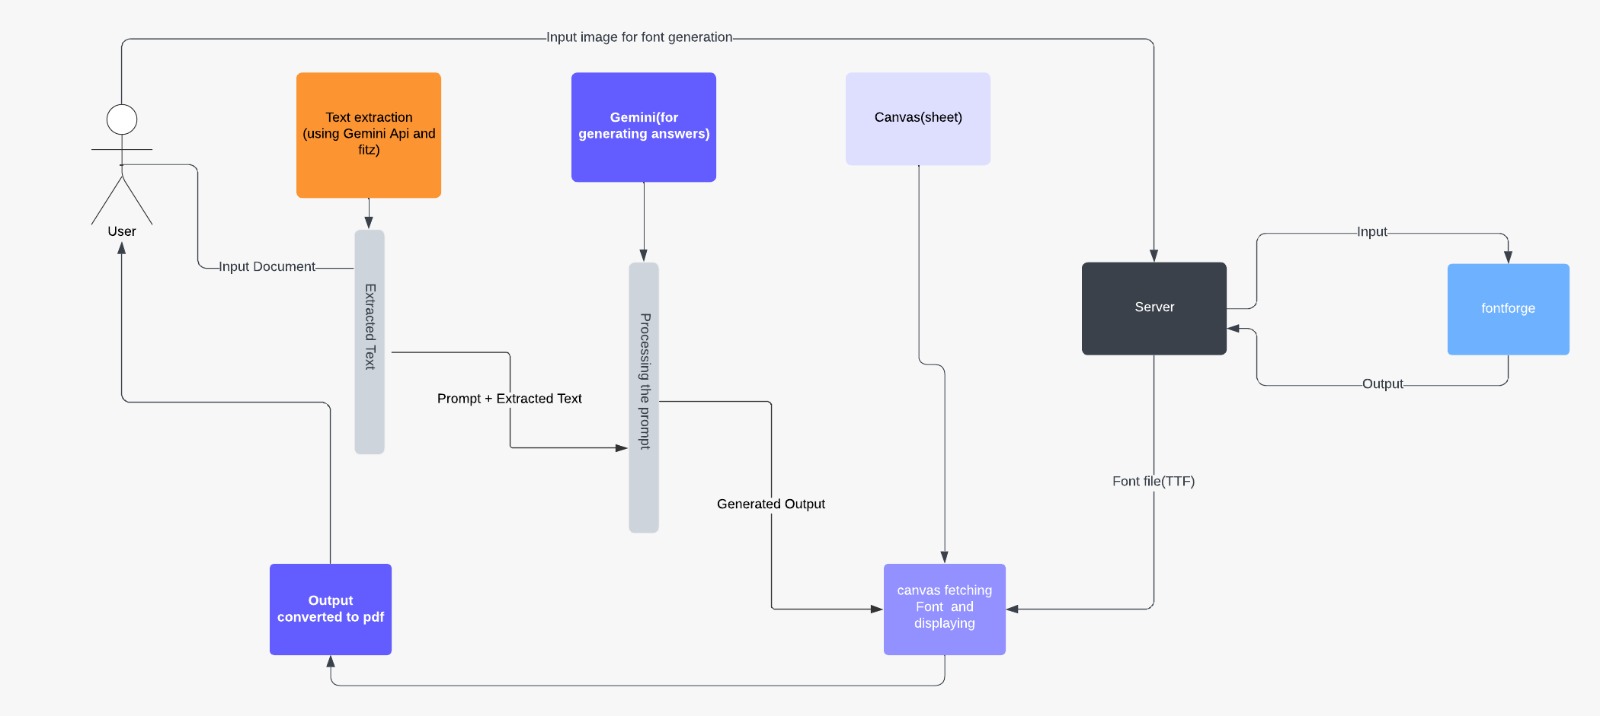 Input image for font generation
Text extraction
(using Gemini Api and
fitz)
Gemini(for
generating answers)
Canvas(sheet)
User
Input Document
Extracted Text
Prompt + Extracted Text
Processing the prompt
Generated Output
Server
Input
fontforge
Output
Font file(TTF)
canvas fetching
Font and
displaying
Output
converted to pdf